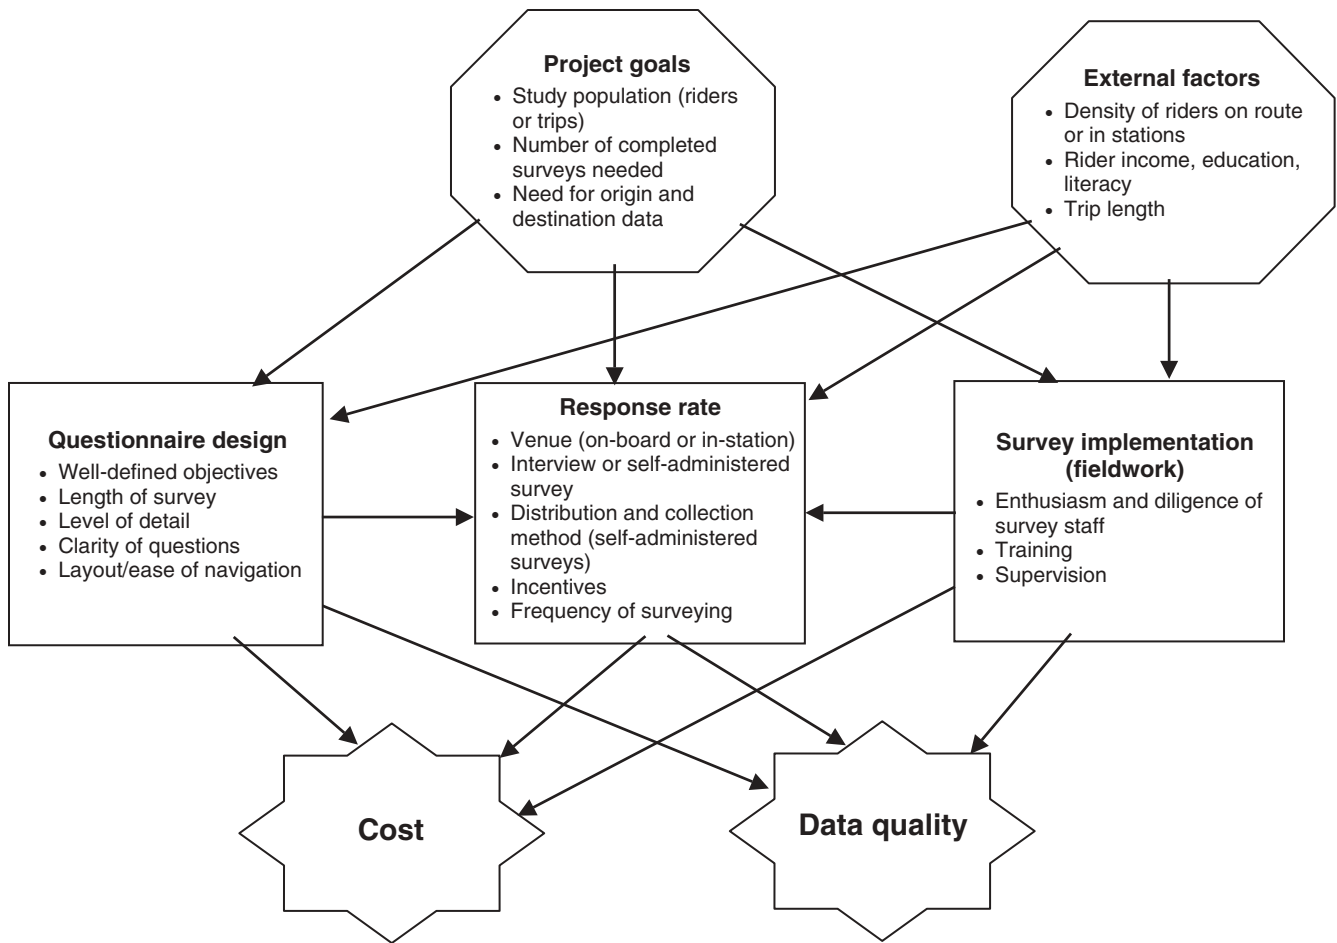 Project goals
• Study population (riders
or trips)
• Number of completed
surveys needed
• Need for origin and
destination data
External factors
• Density of riders on route
or in stations
• Rider income, education,
literacy
• Trip length
Questionnaire design
• Well-defined objectives
• Length of survey
• Level of detail
• Clarity of questions
• Layout/ease of navigation
Response rate
• Venue (on-board or in-station)
• Interview or self-administered
survey
• Distribution and collection
method (self-administered
surveys)
• Incentives
• Frequency of surveying
Survey implementation
(fieldwork)
• Enthusiasm and diligence of
survey staff
• Training
• Supervision
Cost
Data quality